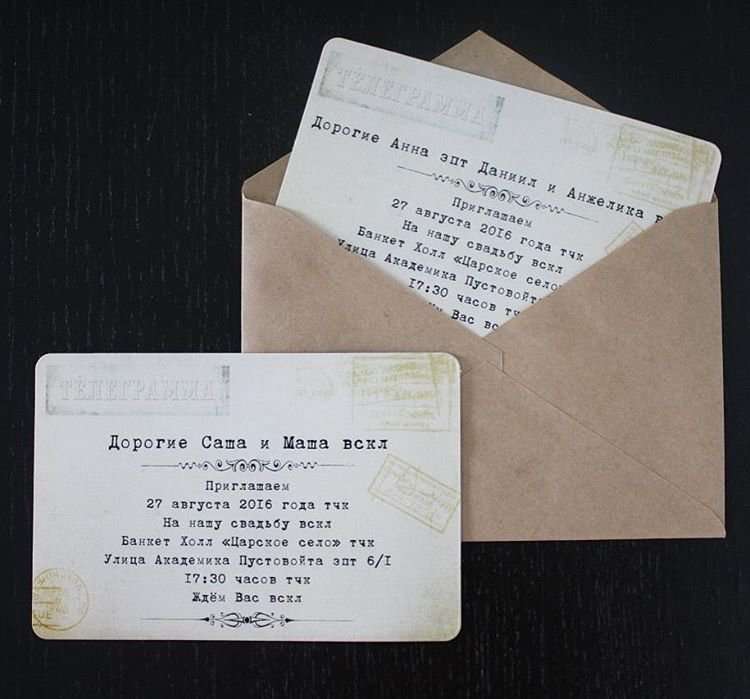 ТЕЛЕГРАММА
Дорогие Анна зпт Даниил и Анжелика в
Приглашаем
27 августа 2016 года тчк
На нашу свадьбу вскл
Банкет Холл «Царское село»
улица Академика Пустовойта
17:30 часов тч
Вас вс
ТЕЛЕГРАММА
Дорогие Саша и Маша вскл
Приглашаем
27 августа 2016 года тчк
На нашу свадьбу вскл
Банкет Холл «Царское село» тчк
Улица Академика Пустовойта зпт 6/1
17:30 часов тчк
Ждём Вас вскл